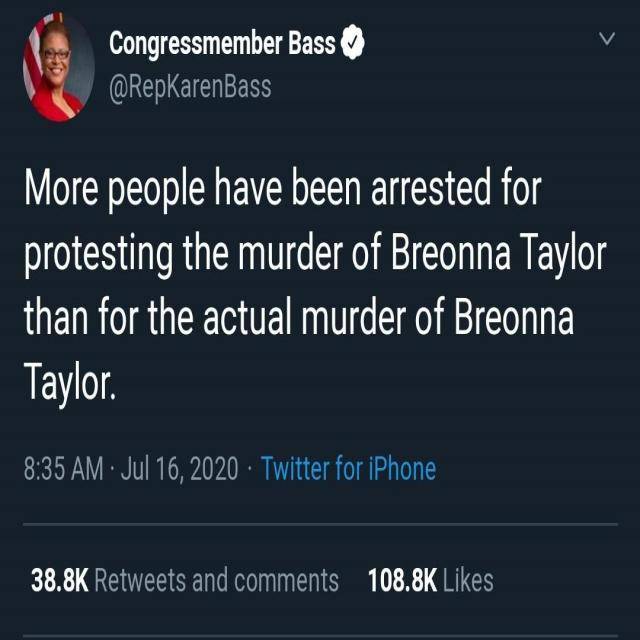 Congressmember Bass
@RepKarenBass
More people have been arrested for
protesting the murder of Breonna Taylor
than for the actual murder of Breonna
Taylor.
8:35 AM · Jul 16, 2020 · Twitter for iPhone
38.8K Retweets and comments 108.8K Likes